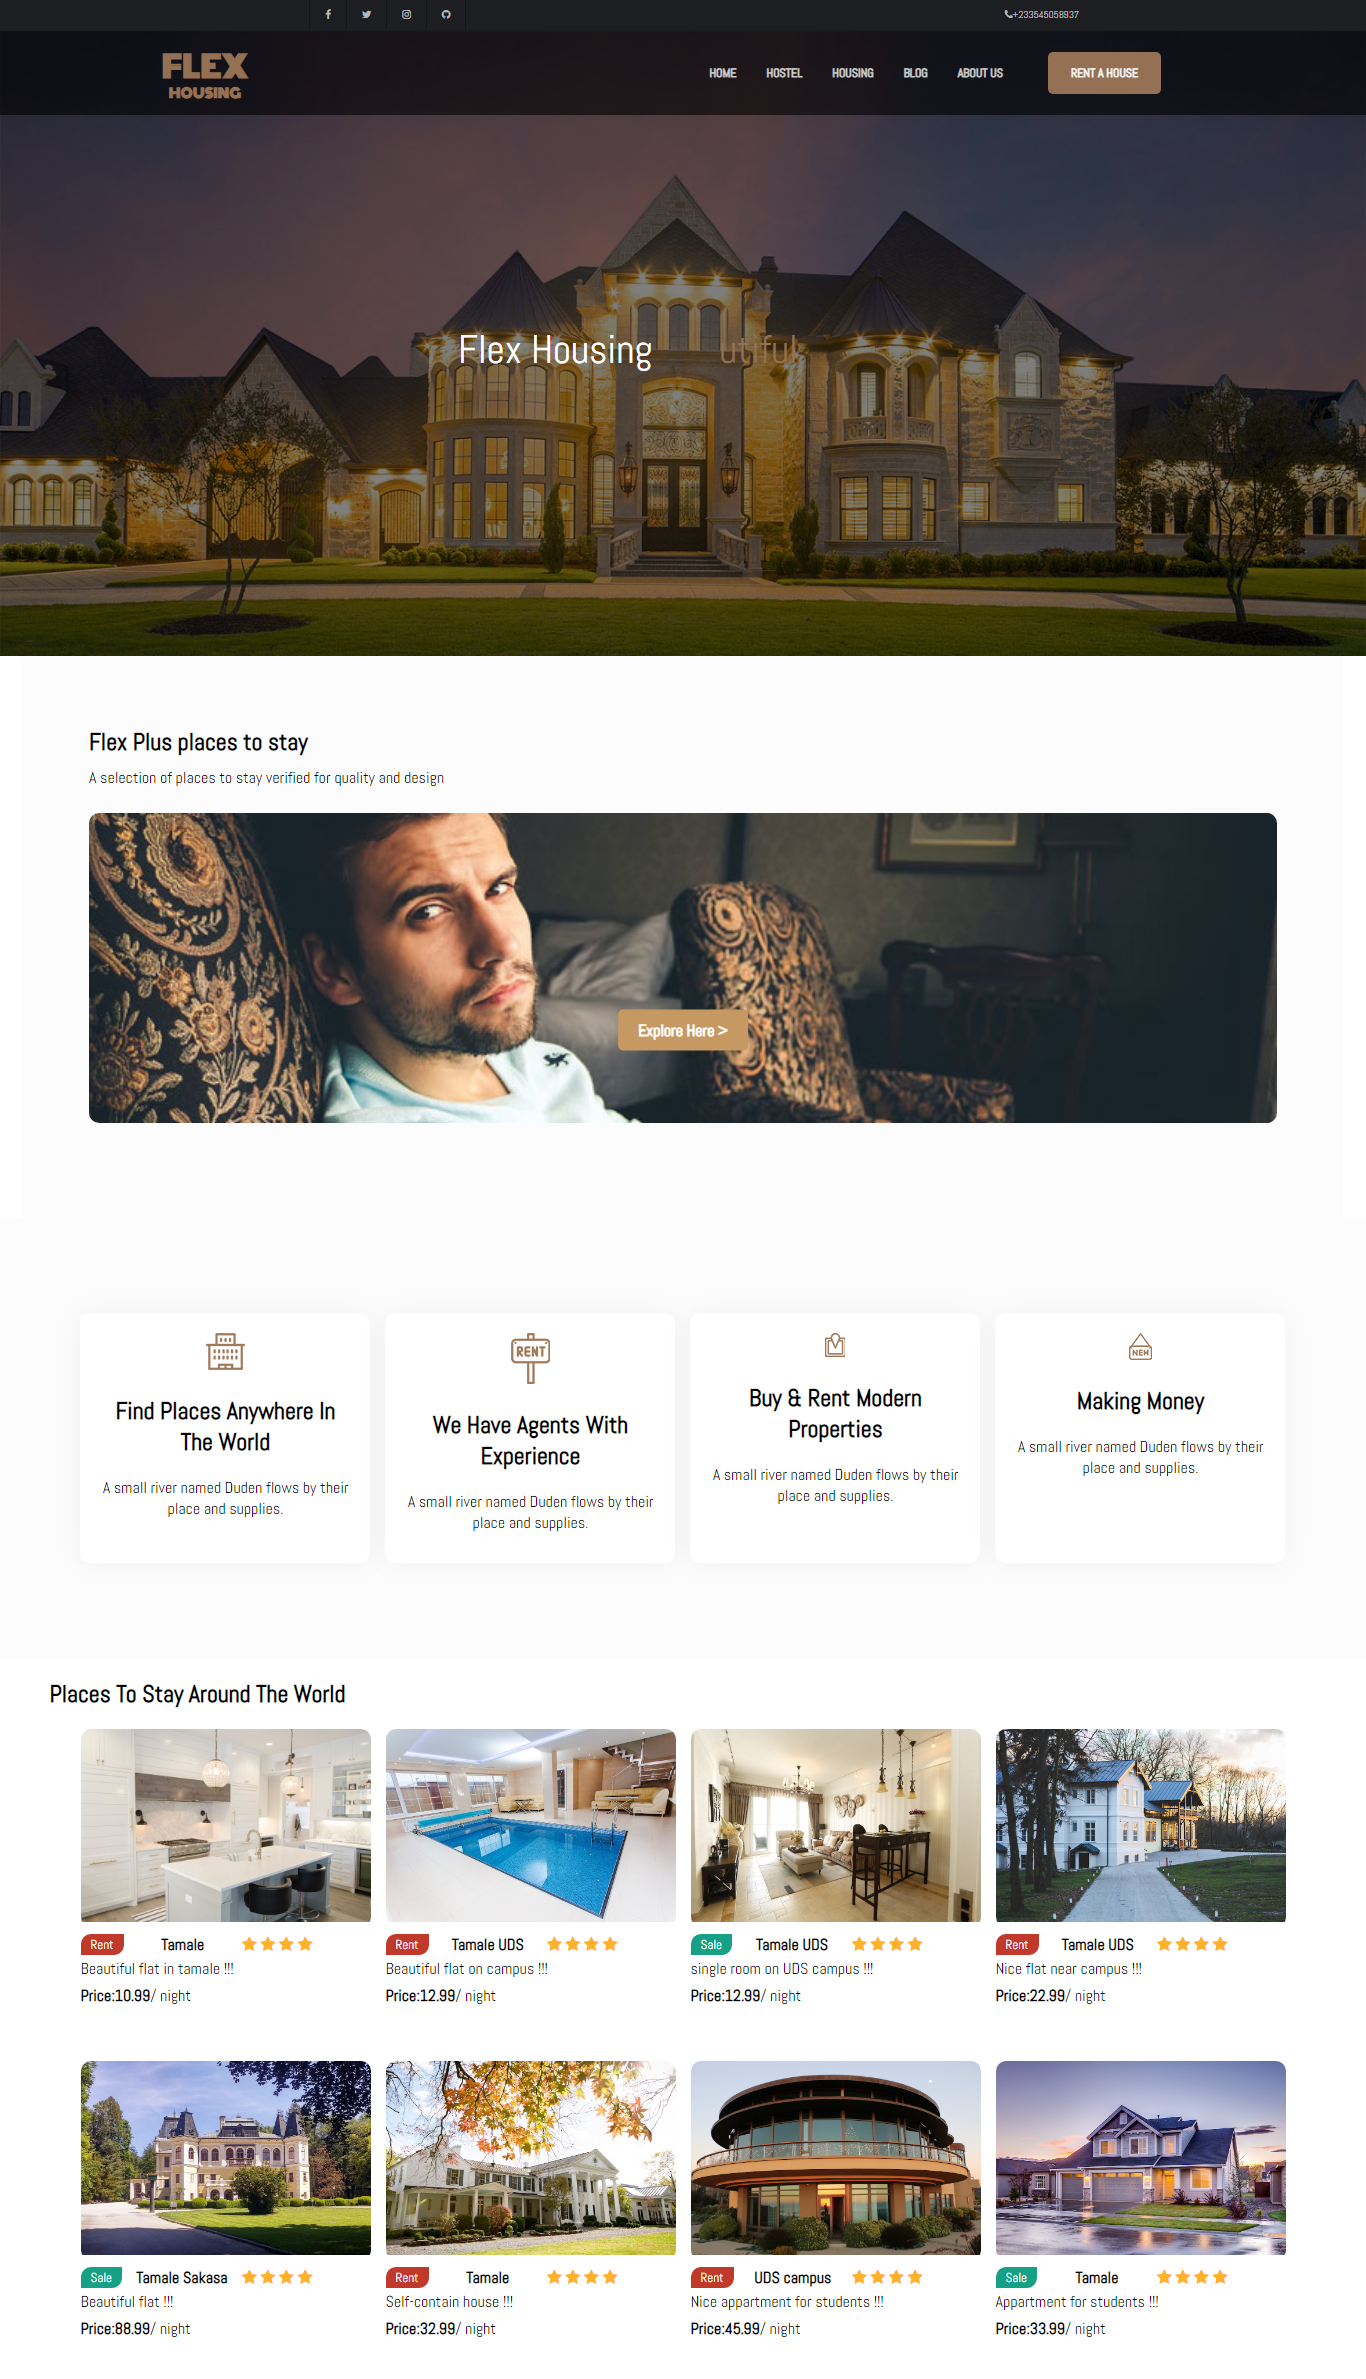 +233545058937
FLEX
HOUSING
HOME HOSTEL HOUSING BLOG ABOUT US RENT A HOUSE
Flex Housing utiful
Flex Plus places to stay
A selection of places to stay verified for quality and design
Explore Here >
RENT
NEW
Find Places Anywhere In
The World
A small river named Duden flows by their
place and supplies.
We Have Agents With
Experience
A small river named Duden flows by their
place and supplies.
Buy & Rent Modern
Properties
A small river named Duden flows by their
place and supplies.
Making Money
A small river named Duden flows by their
place and supplies.
Places To Stay Around The World
Rent Tamale
Beautiful flat in tamale !!!
Price:10.99/ night
Rent Tamale UDS
Beautiful flat on campus !!!
Price:12.99/ night
Sale Tamale UDS
single room on UDS campus !!!
Price:12.99/ night
Rent Tamale UDS
Nice flat near campus !!!
Price:22.99/ night
Sale Tamale Sakasa
Beautiful flat !!!
Price:88.99/ night
Rent Tamale
Self-contain house !!!
Price:32.99/ night
Rent UDS campus
Nice appartment for students !!!
Price:45.99/ night
Sale Tamale
Appartment for students !!!
Price:33.99/ night